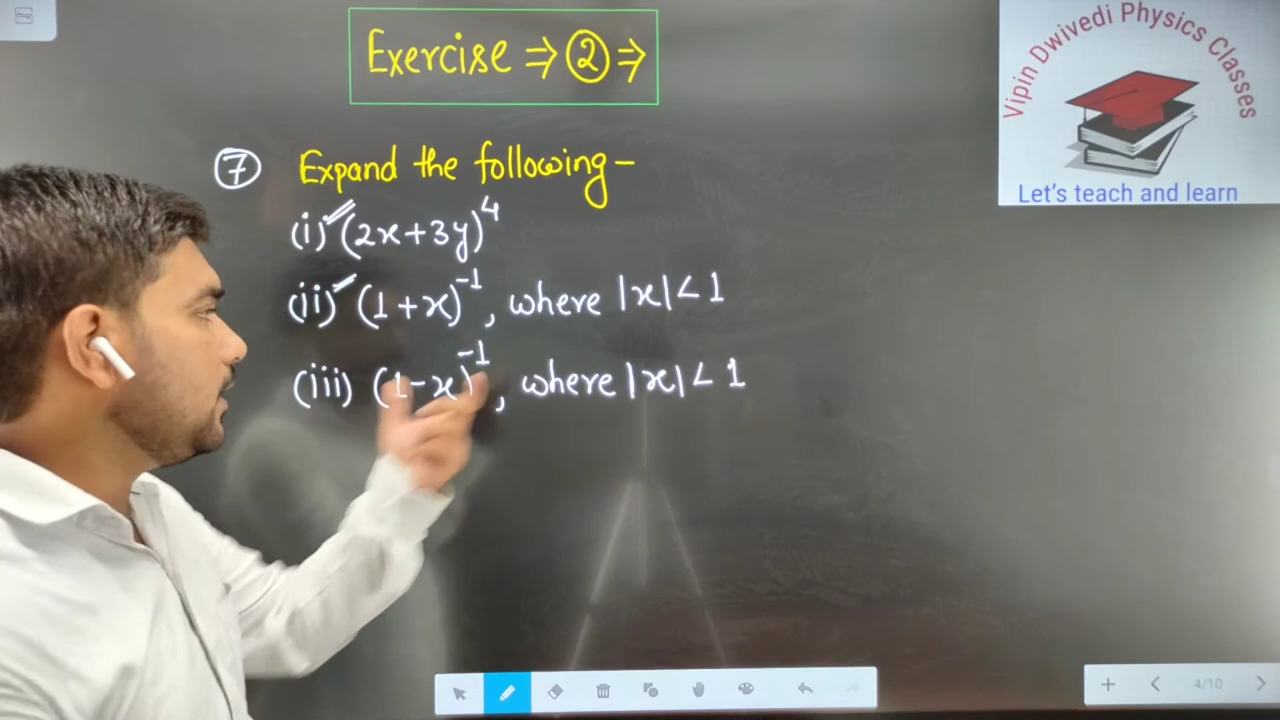 Exercise ⇒ ② ⇒
Vipin Dwivedi Physics Classes
Let's teach and learn
⑦ Expand the following-
(i) (2x+3y)⁴
(ii) (1+x)⁻¹, where |x|<1
(iii) (1-x)⁻¹, where |x|<1
4/10